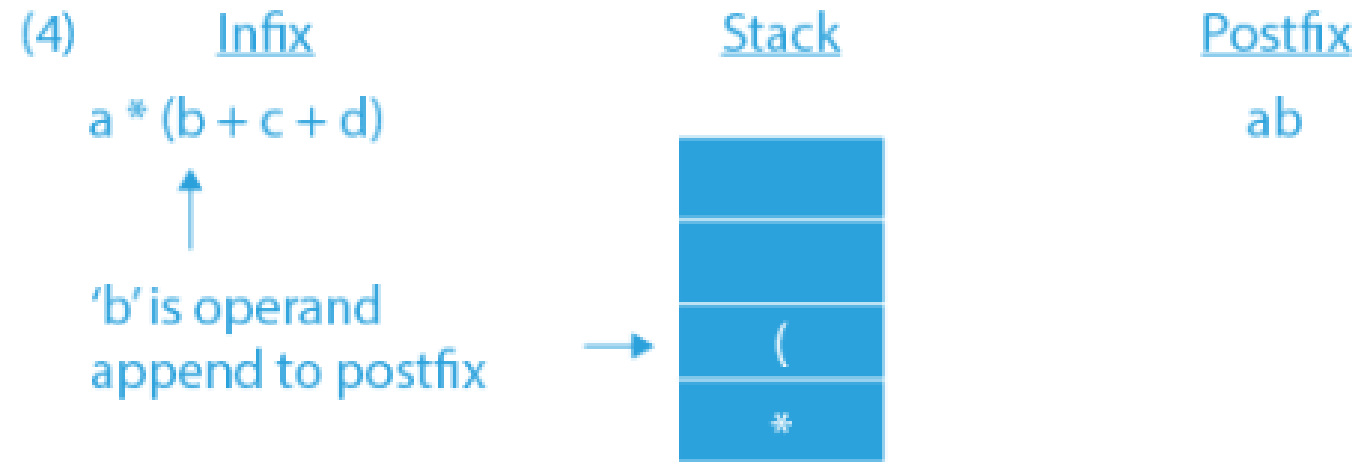 (4) Infix Stack Postfix
a * (b + c + d) ab
‘b’ is operand
append to postfix
(
*